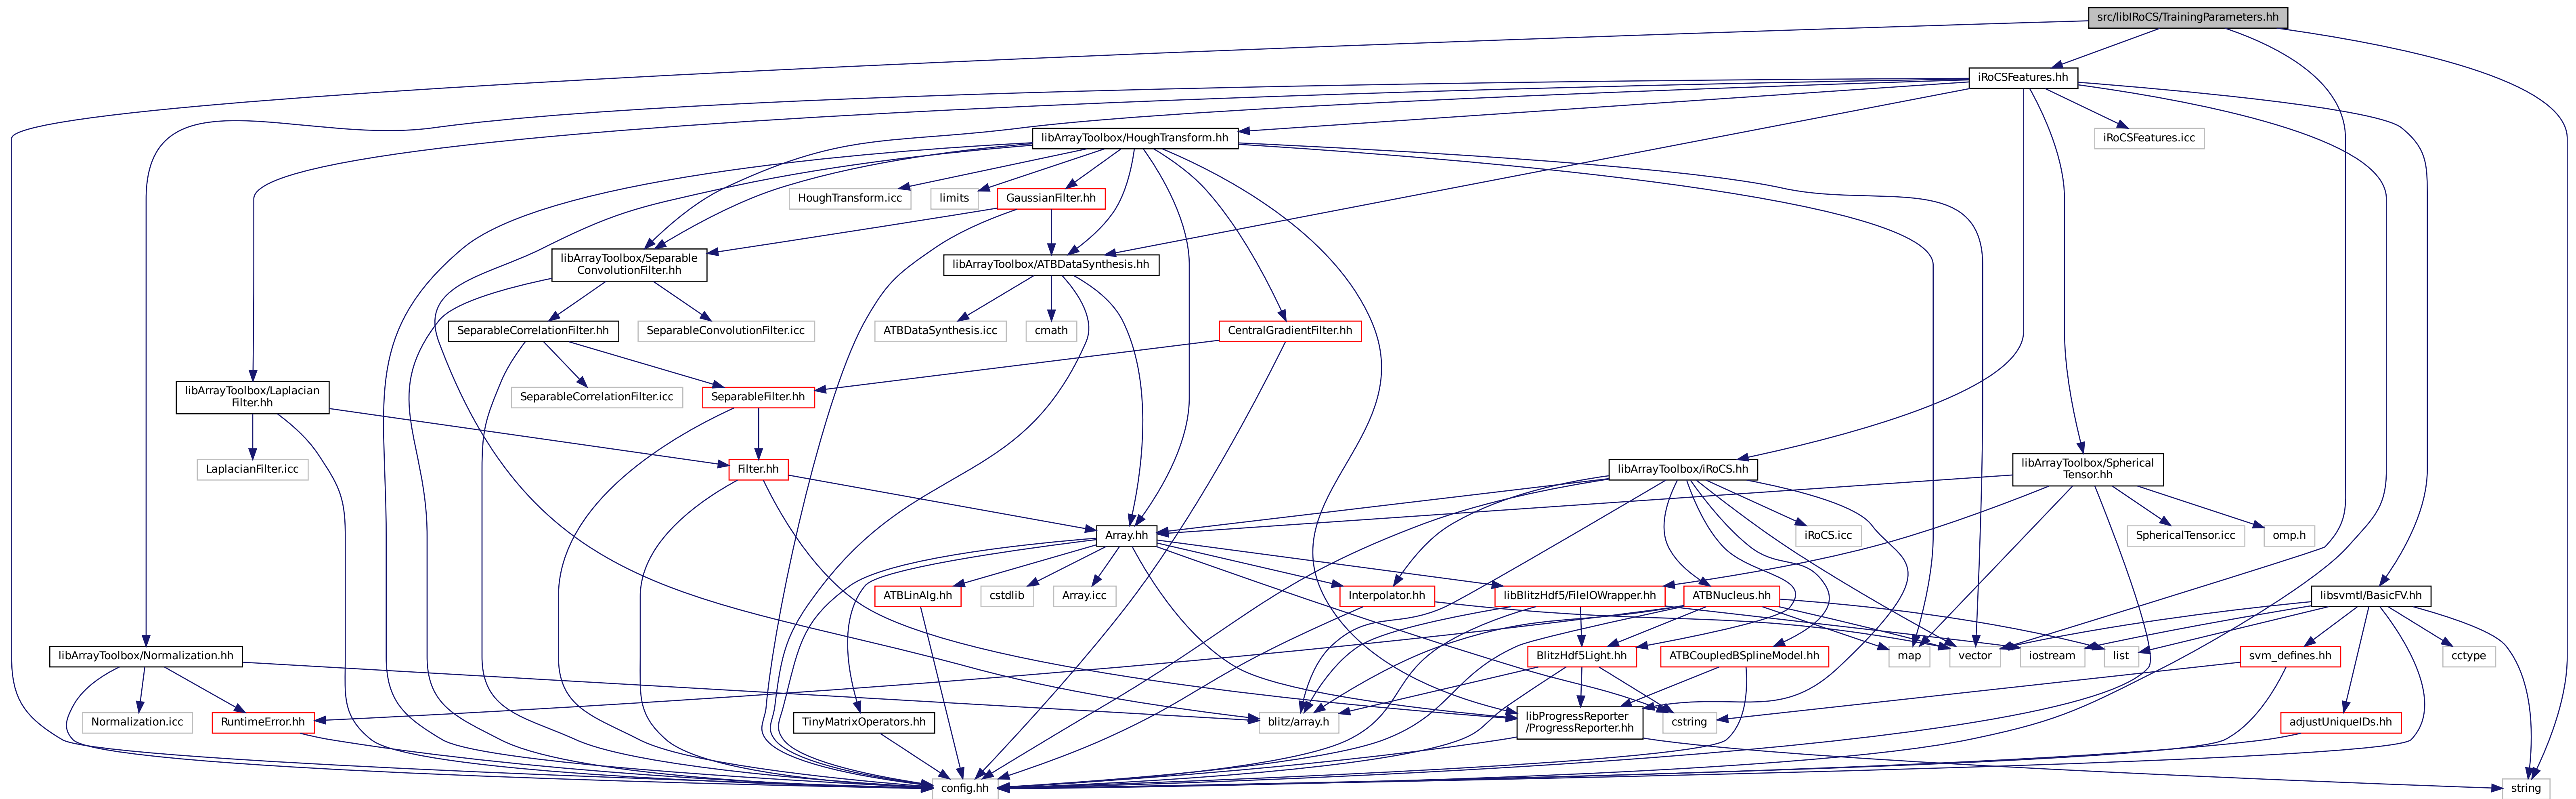 src/libIRoCS/TrainingParameters.hh
iRoCSFeatures.hh
libArrayToolbox/HoughTransform.hh
iRoCSFeatures.icc
HoughTransform.icc
limits
GaussianFilter.hh
libArrayToolbox/Separable
ConvolutionFilter.hh
libArrayToolbox/ATBDataSynthesis.hh
SeparableCorrelationFilter.hh
SeparableConvolutionFilter.icc
ATBDataSynthesis.icc
cmath
CentralGradientFilter.hh
libArrayToolbox/Laplacian
Filter.hh
SeparableCorrelationFilter.icc
SeparableFilter.hh
LaplacianFilter.icc
Filter.hh
libArrayToolbox/iRoCS.hh
libArrayToolbox/Spherical
Tensor.hh
Array.hh
iRoCS.icc
SphericalTensor.icc
omp.h
ATBLinAlg.hh
cstdlib
Array.icc
Interpolator.hh
libBlitzHdf5/FileIOWrapper.hh
ATBNucleus.hh
libsvmtl/BasicFV.hh
libArrayToolbox/Normalization.hh
BlitzHdf5Light.hh
ATBCoupledBSplineModel.hh
map
vector
iostream
list
svm_defines.hh
cctype
Normalization.icc
RuntimeError.hh
TinyMatrixOperators.hh
blitz/array.h
libProgressReporter
/ProgressReporter.hh
cstring
adjustUniqueIDs.hh
config.hh
string